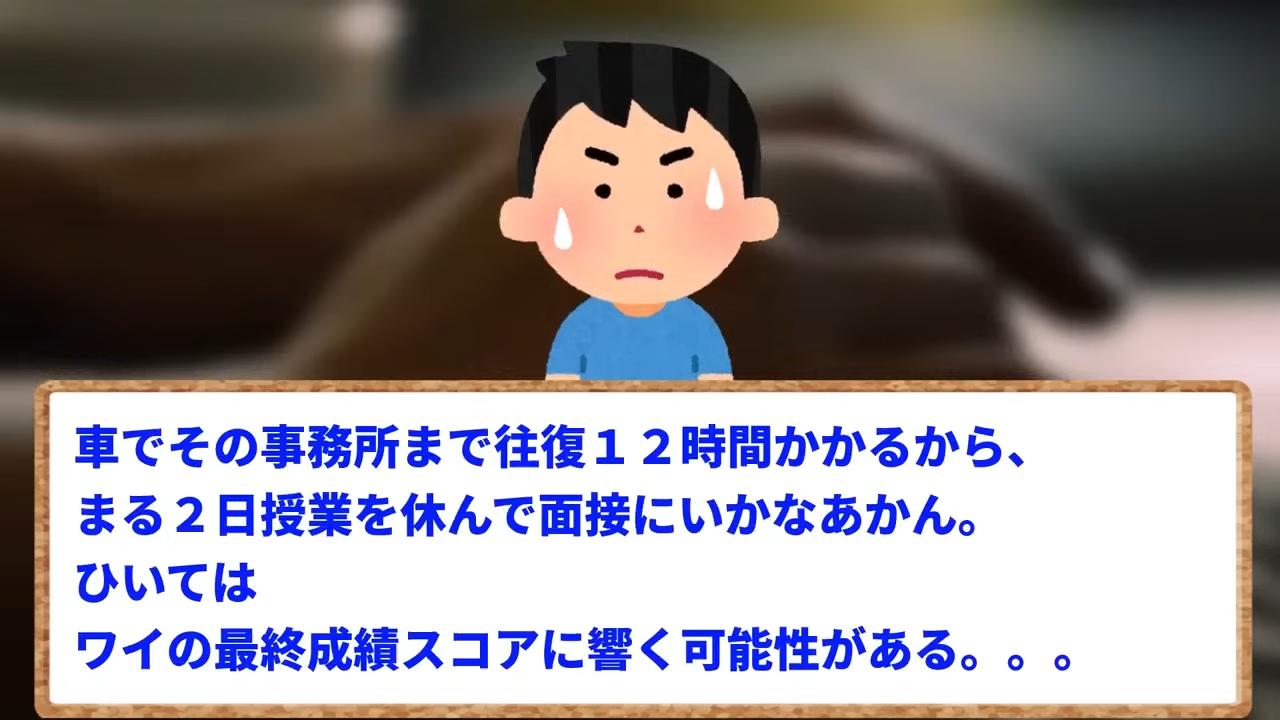 車でその事務所まで往復１２時間かかるから、
まる２日授業を休んで面接にいかなあかん。
ひいては
ワイの最終成績スコアに響く可能性がある。。。